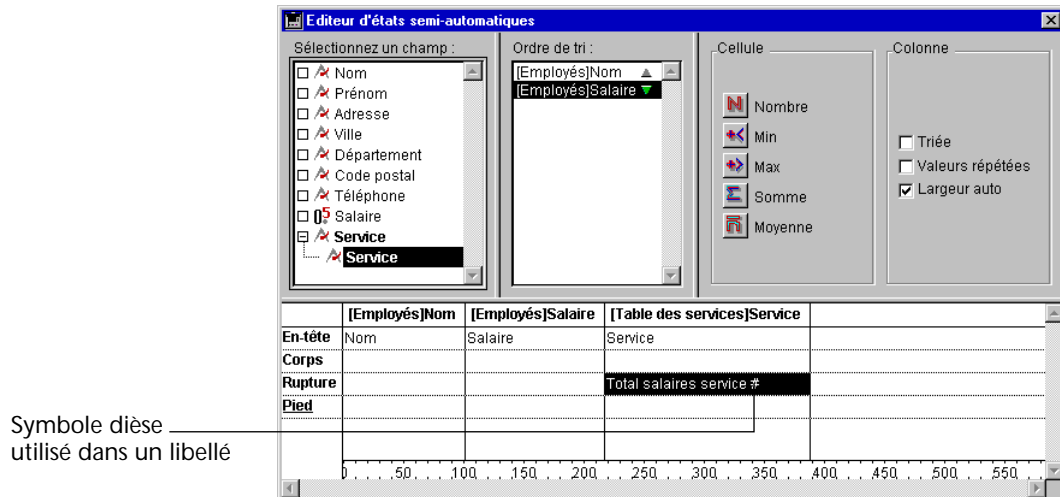 Editeur d'états semi-automatiques
Sélectionnez un champ :
Nom
Prénom
Adresse
Ville
Département
Code postal
Téléphone
Salaire
Service
Service
Ordre de tri :
[Employés]Nom
[Employés]Salaire
Cellule
Nombre
Min
Max
Somme
Moyenne
Colonne
Triée
Valeurs répétées
Largeur auto
[Employés]Nom [Employés]Salaire [Table des services]Service
En-tête Nom Salaire Service
Corps
Rupture Total salaires service #
Pied
Symbole dièse
utilisé dans un libellé
0 50 100 150 200 250 300 350 400 450 500 550